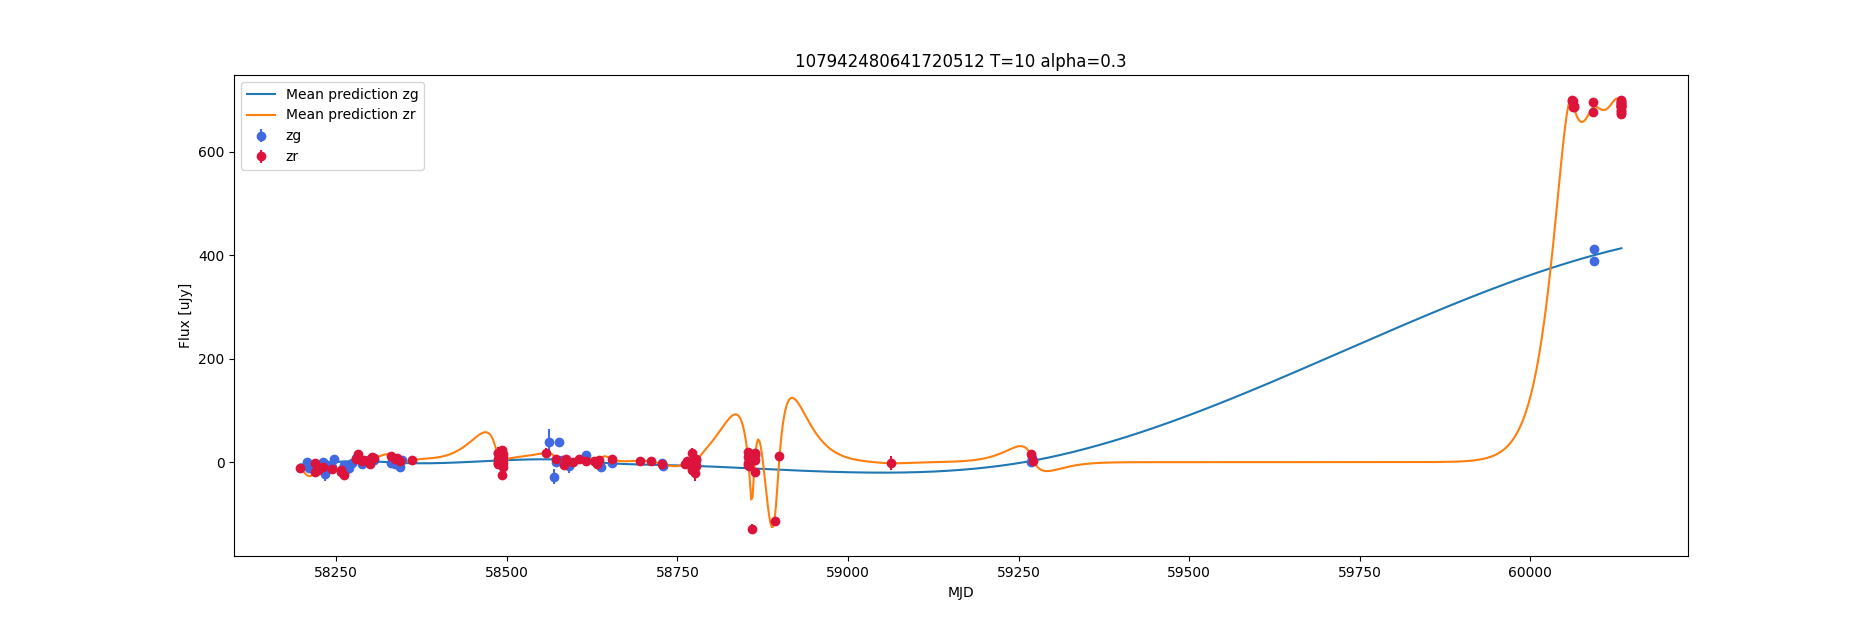 107942480641720512 T=10 alpha=0.3
Mean prediction zg
Mean prediction zr
zg
zr
Flux [uJy]
600
400
200
0
58250 58500 58750 59000 59250 59500 59750 60000
MJD